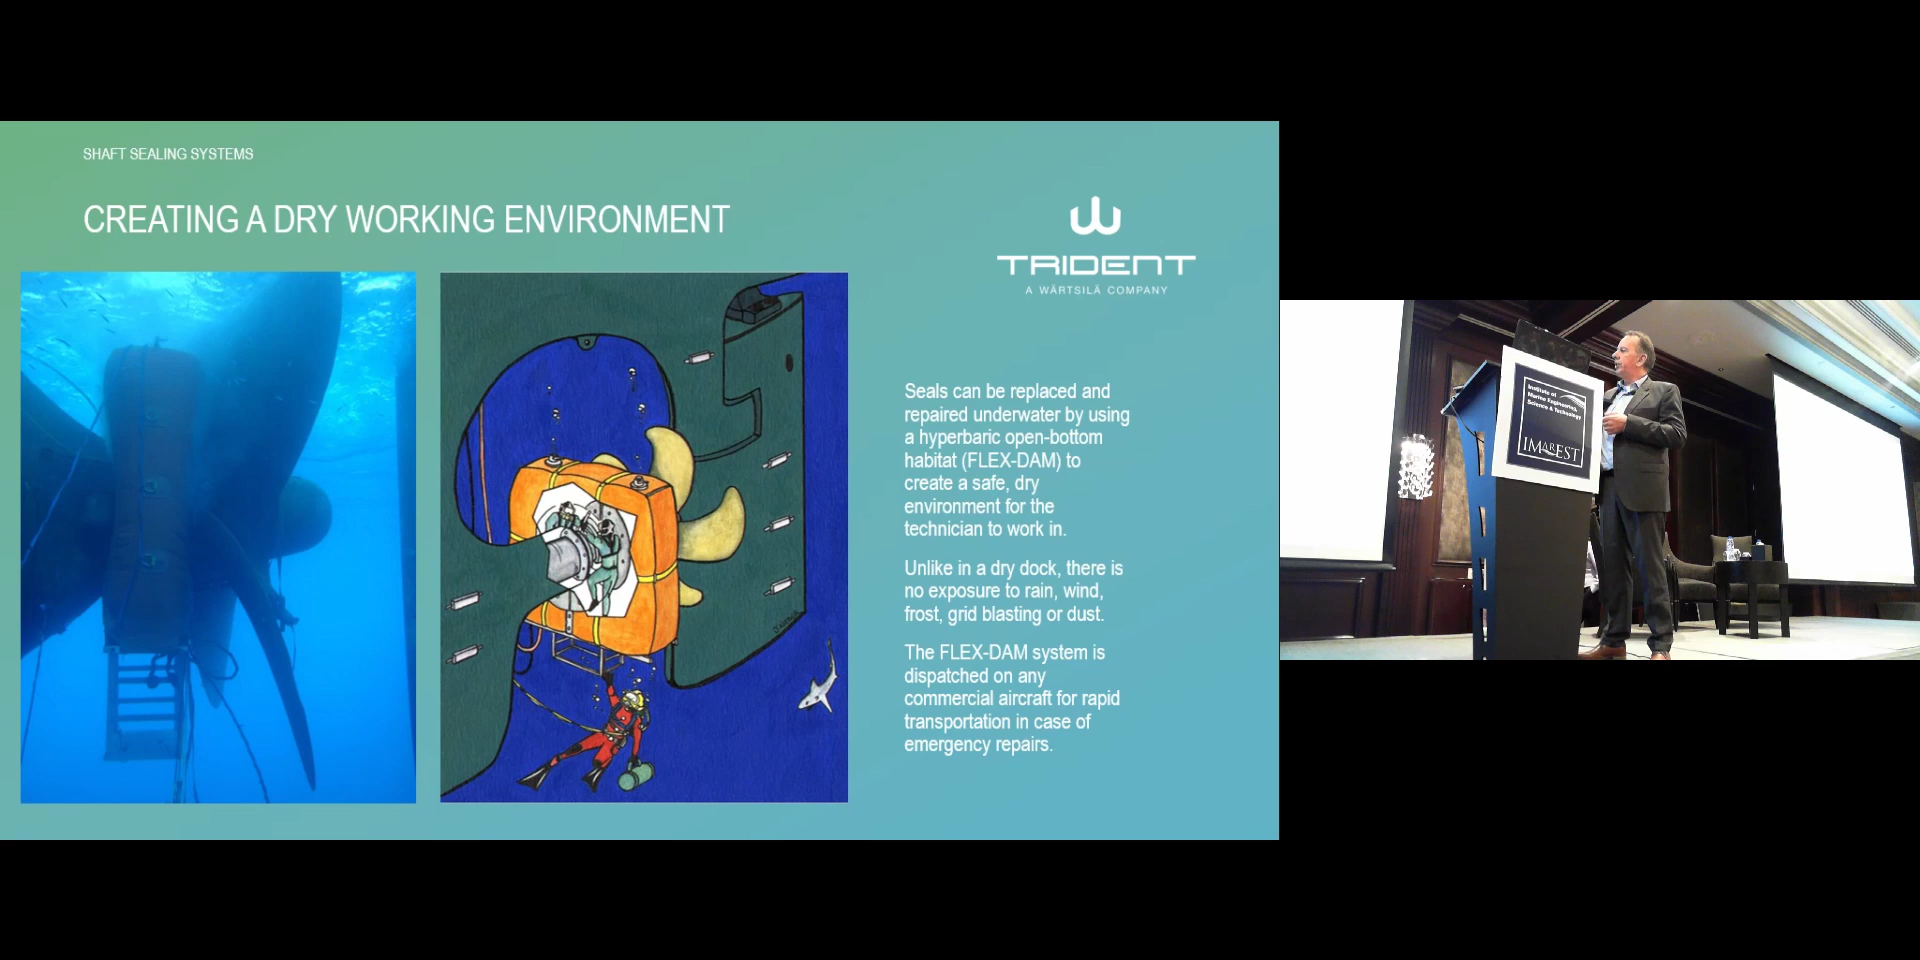 SHAFT SEALING SYSTEMS
CREATING A DRY WORKING ENVIRONMENT
TRIDENT
A WÄRTSILÄ COMPANY
Seals can be replaced and
repaired underwater by using
a hyperbaric open-bottom
habitat (FLEX-DAM) to
create a safe, dry
environment for the
technician to work in.
Unlike in a dry dock, there is
no exposure to rain, wind,
frost, grid blasting or dust.
The FLEX-DAM system is
dispatched on any
commercial aircraft for rapid
transportation in case of
emergency repairs.
Institute of
Marine Engineering,
Science & Technology
IMarEST